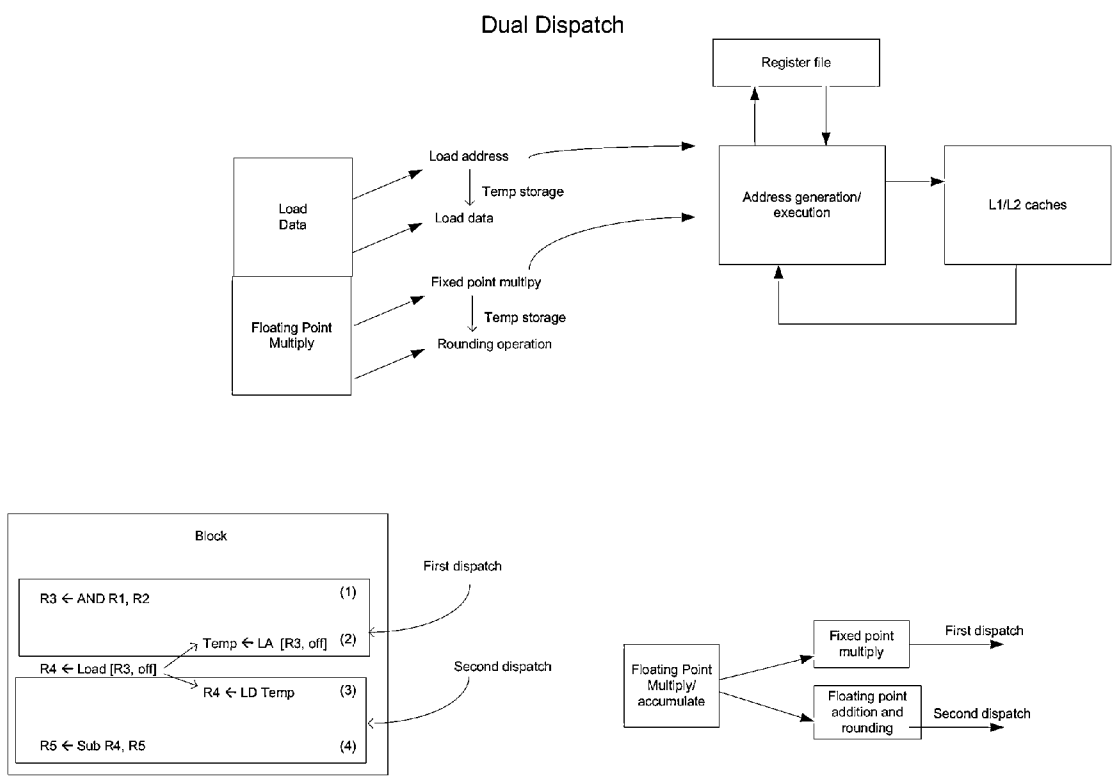 Dual Dispatch
Register file
Load address
Temp storage
Load data
Load
Data
Address generation/
execution
L1/L2 caches
Fixed point multipy
Temp storage
Rounding operation
Floating Point
Multiply
Block
First dispatch
R3 ← AND R1, R2 (1)
Temp ← LA [R3, off] (2)
R4 ← Load [R3, off]
Second dispatch
R4 ← LD Temp (3)
R5 ← Sub R4, R5 (4)
Floating Point
Multiply/
accumulate
Fixed point
multiply
First dispatch
Floating point
addition and
rounding
Second dispatch